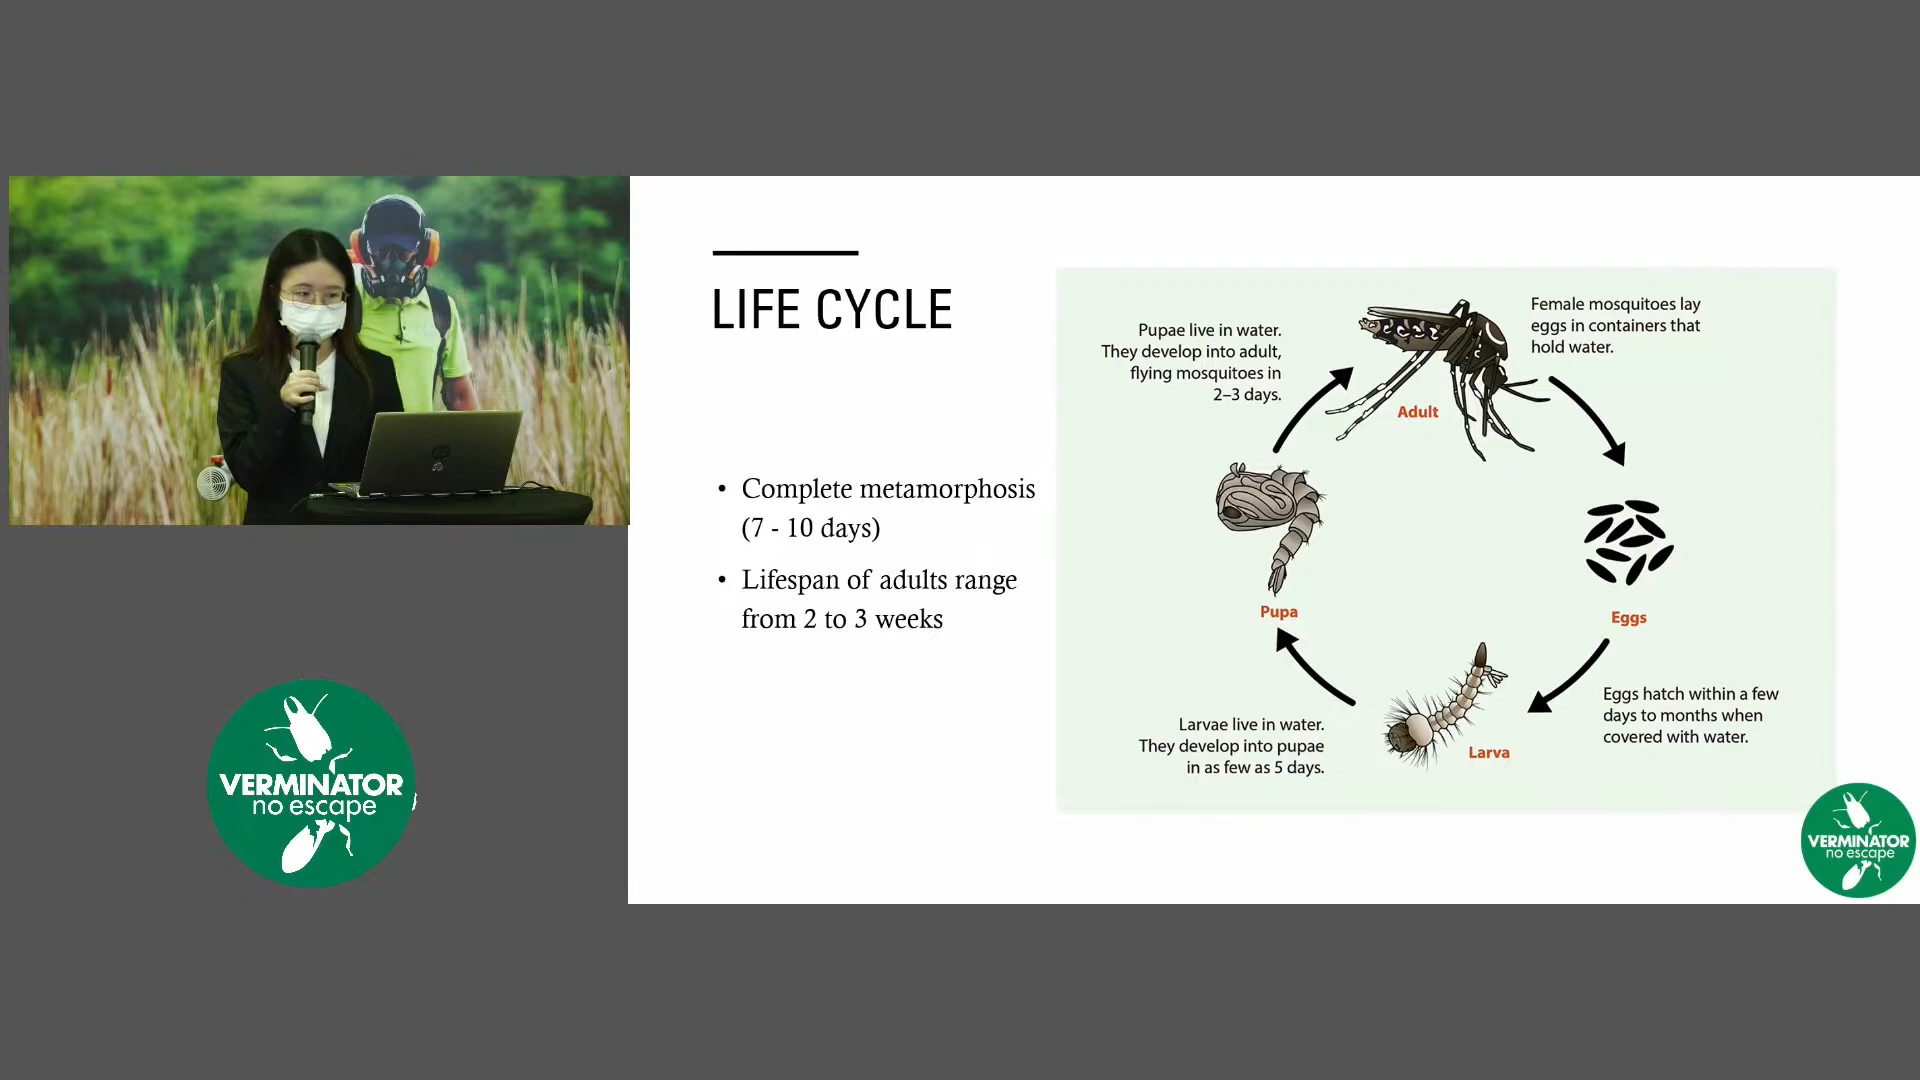 LIFE CYCLE
• Complete metamorphosis
(7 - 10 days)
• Lifespan of adults range
from 2 to 3 weeks
Pupae live in water.
They develop into adult,
flying mosquitoes in
2–3 days.
Adult
Female mosquitoes lay
eggs in containers that
hold water.
Pupa
Eggs
Eggs hatch within a few
days to months when
covered with water.
Larva
Larvae live in water.
They develop into pupae
in as few as 5 days.
VERMINATOR
no escape
VERMINATOR
no escape